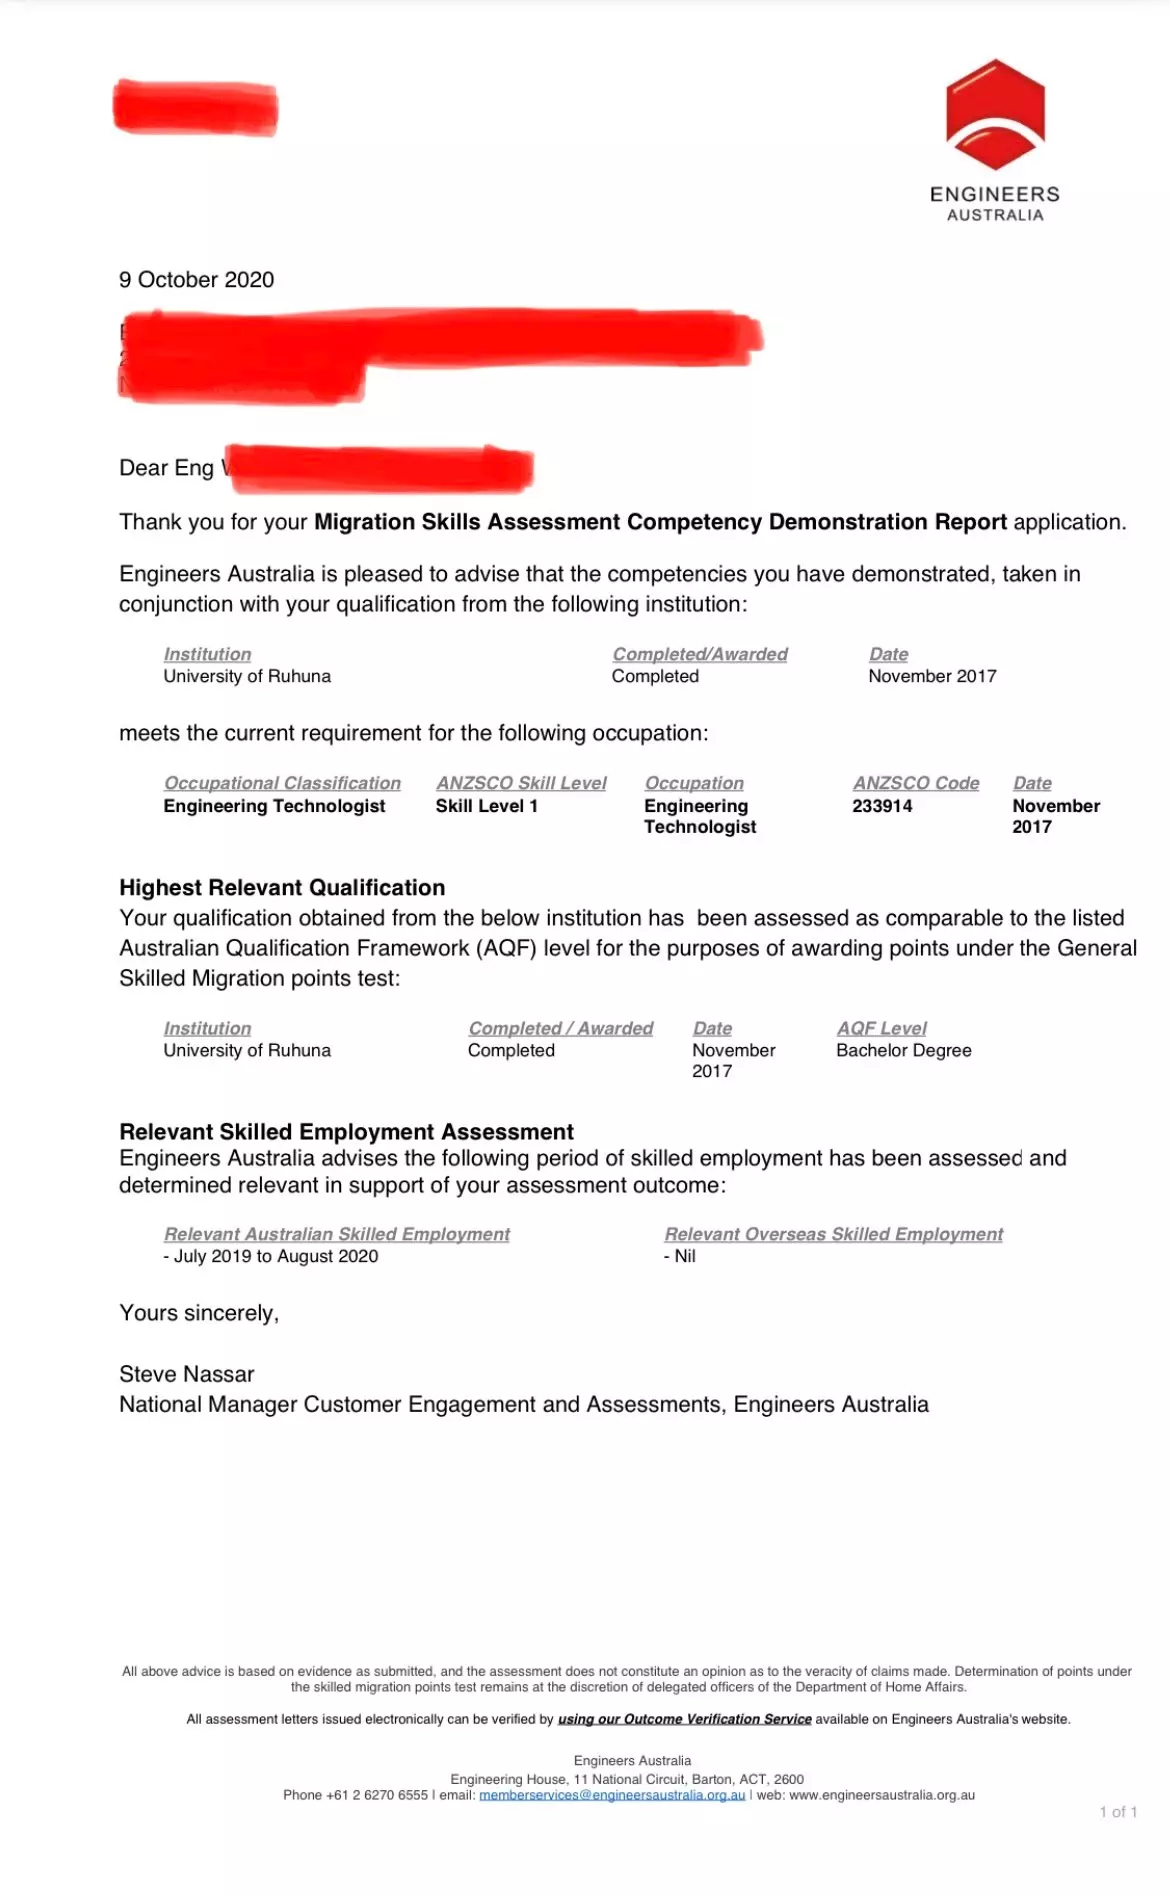 ENGINEERS
AUSTRALIA
9 October 2020
Dear Eng
Thank you for your Migration Skills Assessment Competency Demonstration Report application.
Engineers Australia is pleased to advise that the competencies you have demonstrated, taken in
conjunction with your qualification from the following institution:
Institution Completed/Awarded Date
University of Ruhuna Completed November 2017
meets the current requirement for the following occupation:
Occupational Classification ANZSCO Skill Level Occupation ANZSCO Code Date
Engineering Technologist Skill Level 1 Engineering 233914 November
Technologist 2017
Highest Relevant Qualification
Your qualification obtained from the below institution has been assessed as comparable to the listed
Australian Qualification Framework (AQF) level for the purposes of awarding points under the General
Skilled Migration points test:
Institution Completed / Awarded Date AQF Level
University of Ruhuna Completed November Bachelor Degree
2017
Relevant Skilled Employment Assessment
Engineers Australia advises the following period of skilled employment has been assessed and
determined relevant in support of your assessment outcome:
Relevant Australian Skilled Employment Relevant Overseas Skilled Employment
- July 2019 to August 2020 - Nil
Yours sincerely,
Steve Nassar
National Manager Customer Engagement and Assessments, Engineers Australia
All above advice is based on evidence as submitted, and the assessment does not constitute an opinion as to the veracity of claims made. Determination of points under
the skilled migration points test remains at the discretion of delegated officers of the Department of Home Affairs.
All assessment letters issued electronically can be verified by using our Outcome Verification Service available on Engineers Australia's website.
Engineers Australia
Engineering House, 11 National Circuit, Barton, ACT, 2600
Phone +61 2 6270 6555 | email: memberservices@engineersaustralia.org.au | web: www.engineersaustralia.org.au
1 of 1